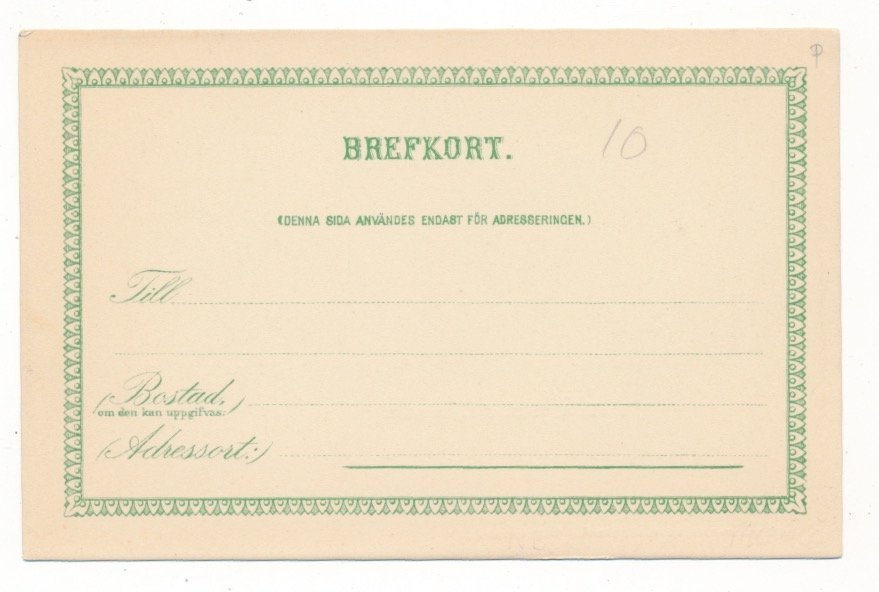 P
BREFKORT. 10
(DENNA SIDA ANVÄNDES ENDAST FÖR ADRESSERINGEN.)
Till
(Bostad,
om den kan uppgifvas:)
(Adressort:)